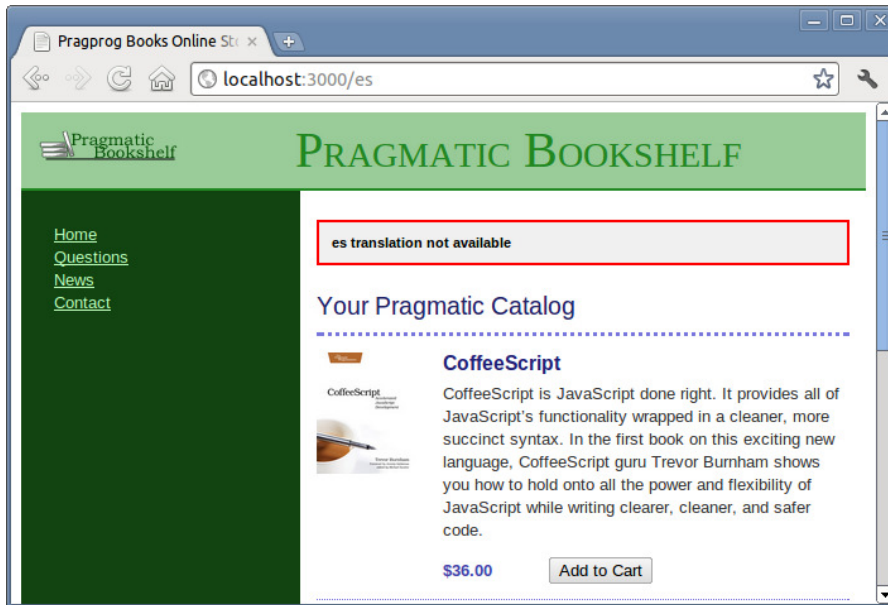 Pragprog Books Online Sto
localhost:3000/es
Pragmatic
Bookshelf
PRAGMATIC BOOKSHELF
Home
Questions
News
Contact
es translation not available
Your Pragmatic Catalog
CoffeeScript
CoffeeScript
CoffeeScript is JavaScript done right. It provides all of
JavaScript's functionality wrapped in a cleaner, more
succinct syntax. In the first book on this exciting new
language, CoffeeScript guru Trevor Burnham shows
you how to hold onto all the power and flexibility of
JavaScript while writing clearer, cleaner, and safer
code.
Trevor Burnham
$36.00
Add to Cart